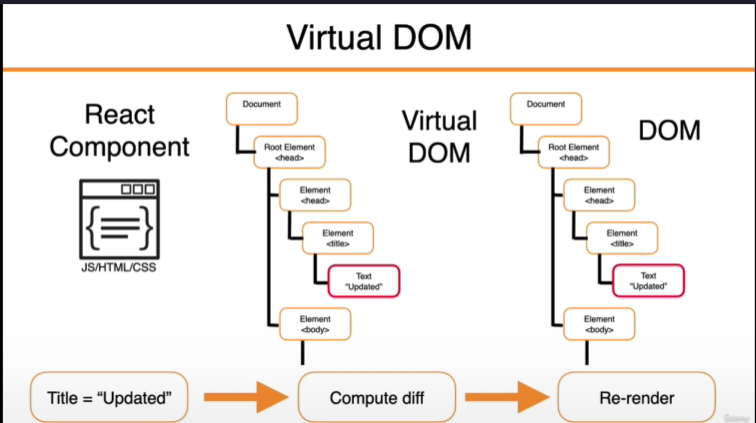 Virtual DOM
React
Component
JS/HTML/CSS
Document
Root Element
<head>
Element
<head>
Element
<title>
Text
"Updated"
Element
<body>
Virtual
DOM
Document
Root Element
<head>
Element
<head>
Element
<title>
Text
"Updated"
Element
<body>
DOM
Title = “Updated”
Compute diff
Re-render